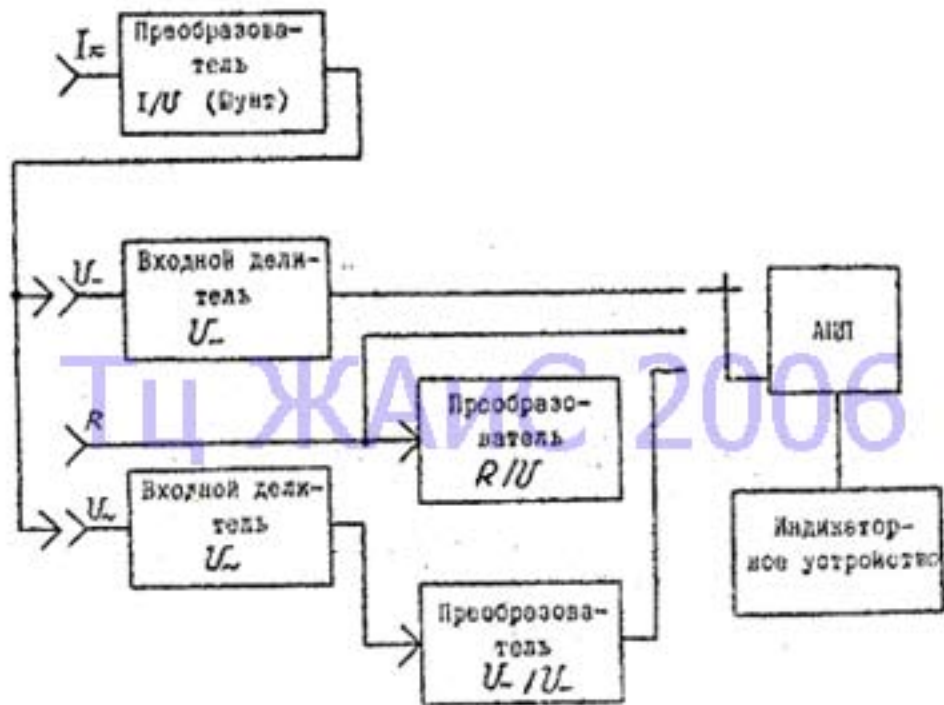 I≂
Преобразова-
тель
I/U (Шунт)
U-
Входной дели-
тель
U-
АЦП
R
Преобразо-
ватель
R/U
U~
Входной дели-
тель
U~
Индикатор-
ное устройство
Преобразова-
тель
U~/U-
Тц ЖАиС 2006